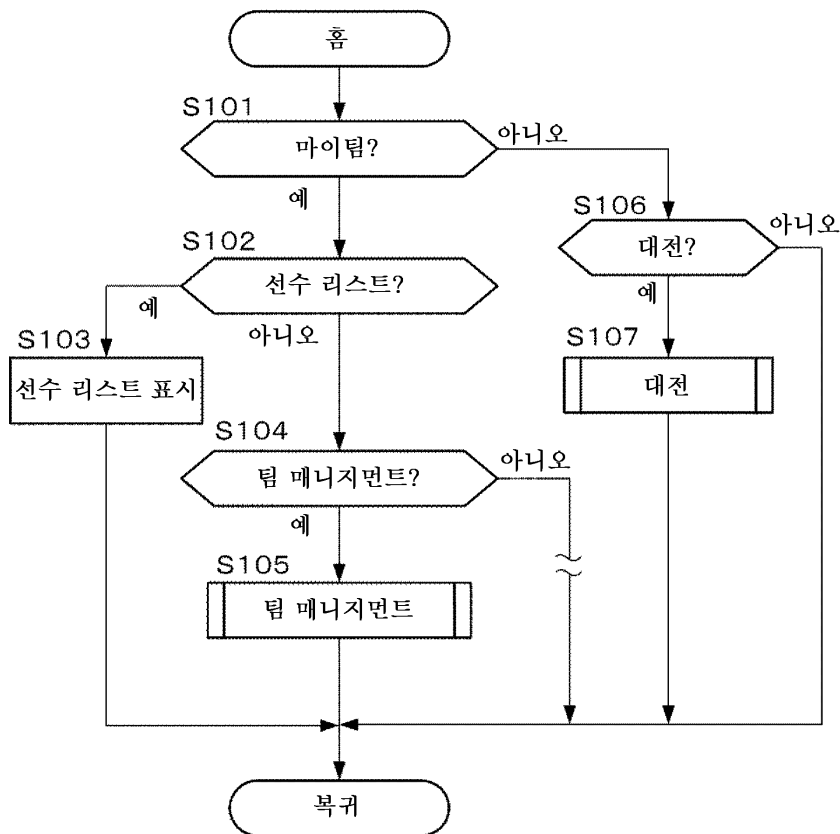 홈
S101
마이팀?
아니오
예
S106
아니오
S102
대전?
선수 리스트?
예
예
아니오
S103
S107
선수 리스트 표시
대전
S104
팀 매니지먼트?
아니오
예
S105
팀 매니지먼트
복귀